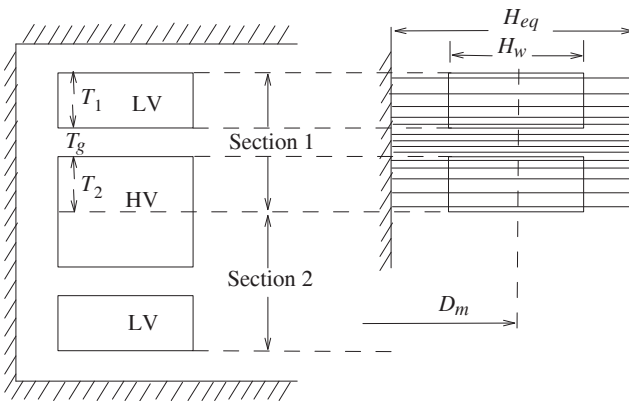 H_eq
H_w
T_1
LV
T_g
Section 1
T_2
HV
Section 2
D_m
LV